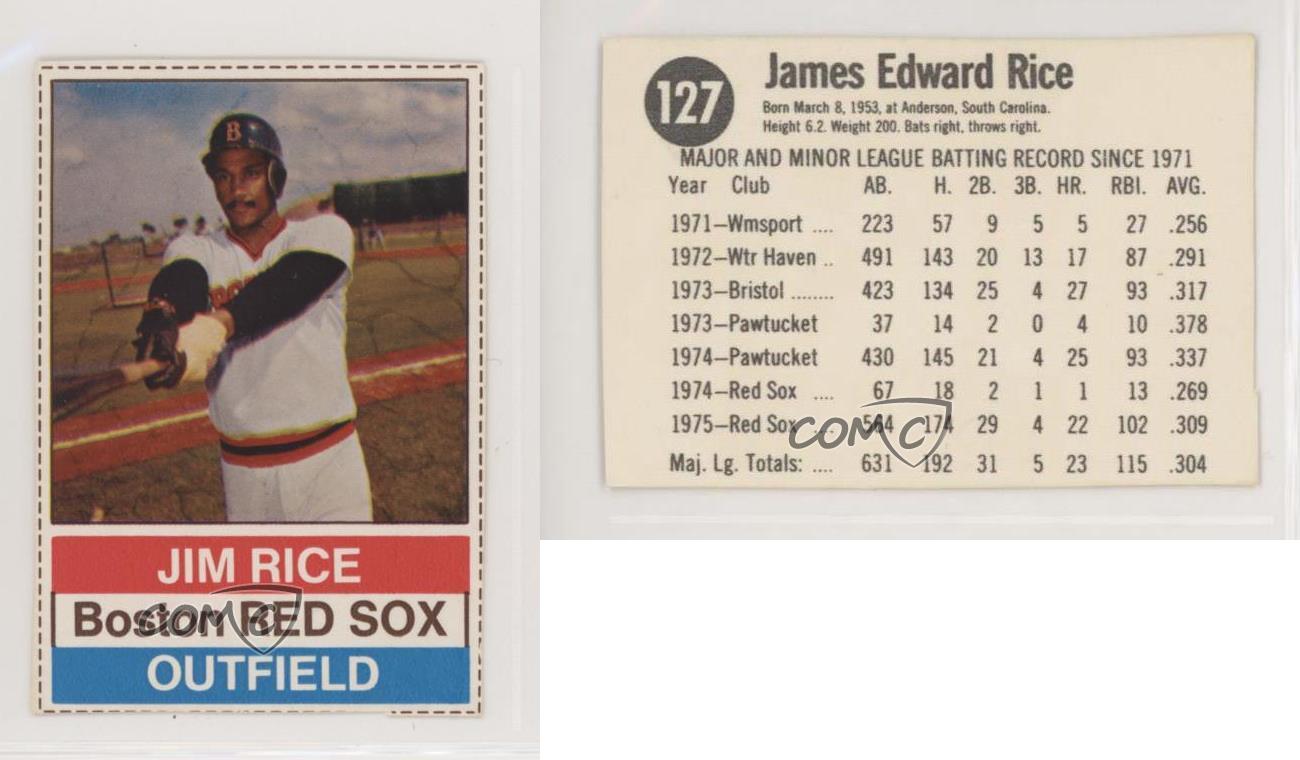 B
JIM RICE
Boston RED SOX
COMC
OUTFIELD
127
James Edward Rice
Born March 8, 1953, at Anderson, South Carolina.
Height 6.2. Weight 200. Bats right, throws right.
MAJOR AND MINOR LEAGUE BATTING RECORD SINCE 1971
Year Club AB. H. 2B. 3B. HR. RBI. AVG.
1971—Wmsport .... 223 57 9 5 5 27 .256
1972—Wtr Haven .. 491 143 20 13 17 87 .291
1973—Bristol ........ 423 134 25 4 27 93 .317
1973—Pawtucket 37 14 2 0 4 10 .378
1974—Pawtucket 430 145 21 4 25 93 .337
1974—Red Sox .... 67 18 2 1 1 13 .269
1975—Red Sox .... 564 174 29 4 22 102 .309
COMC
Maj. Lg. Totals: .... 631 192 31 5 23 115 .304